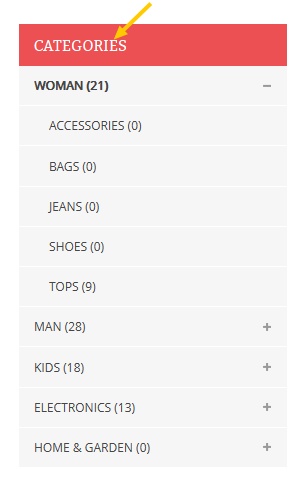 CATEGORIES
WOMAN (21)
ACCESSORIES (0)
BAGS (0)
JEANS (0)
SHOES (0)
TOPS (9)
MAN (28)
KIDS (18)
ELECTRONICS (13)
HOME & GARDEN (0)